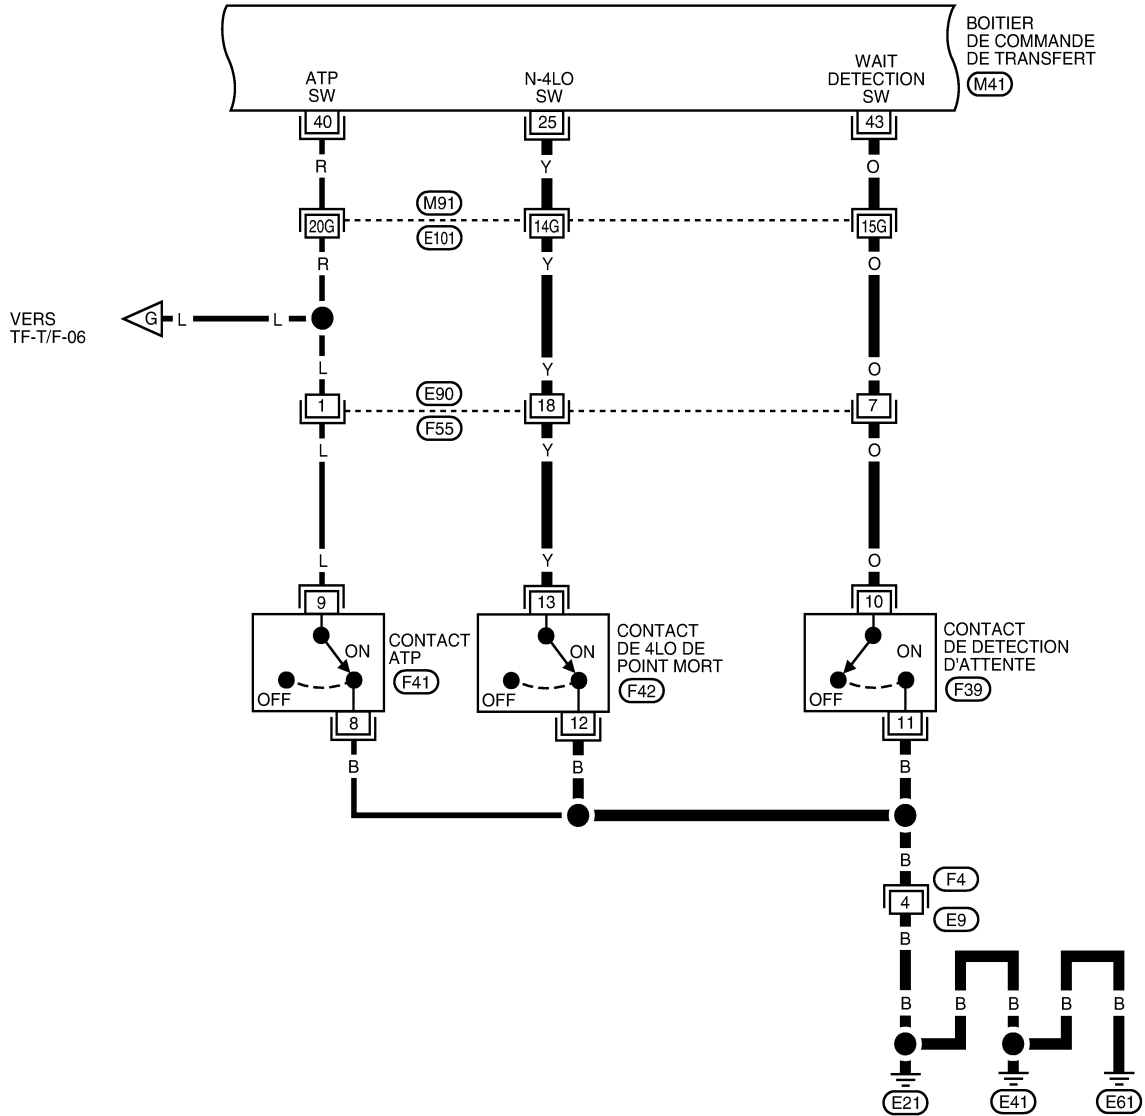 BOITIER
DE COMMANDE
DE TRANSFERT
M41
ATP
SW
N-4LO
SW
WAIT
DETECTION
SW
40
25
43
R
Y
O
M91
20G
14G
15G
E101
R
Y
O
VERS
TF-T/F-06
G
L
L
L
Y
O
E90
1
18
7
F55
L
Y
O
L
Y
O
9
13
10
CONTACT
ATP
F41
ON
OFF
CONTACT
DE 4LO DE
POINT MORT
F42
ON
OFF
CONTACT
DE DETECTION
D'ATTENTE
F39
ON
OFF
8
12
11
B
B
B
B
F4
4
E9
B
B
B
B
B
B
E21
E41
E61